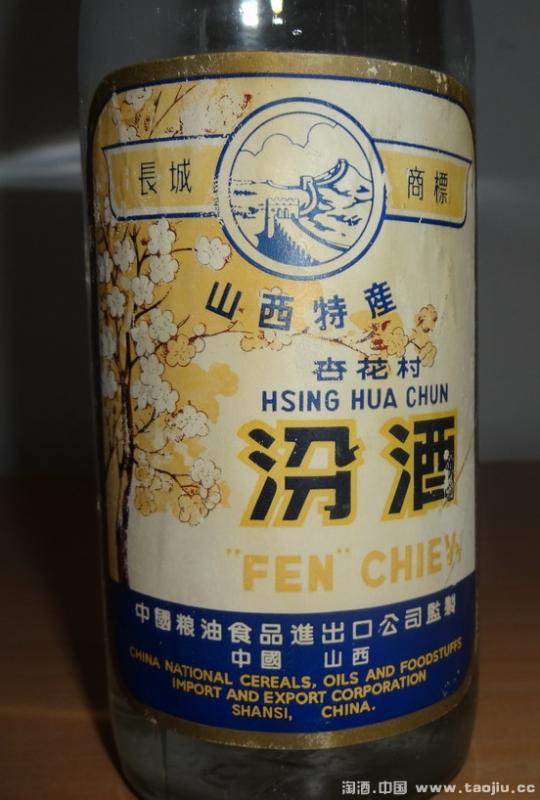 長城 商標
山西特産
杏花村
HSING HUA CHUN
汾酒
"FEN" CHIEW
中國粮油食品進出口公司監製
中國 山西
CHINA NATIONAL CEREALS, OILS AND FOODSTUFFS
IMPORT AND EXPORT CORPORATION
SHANSI, CHINA.
淘酒.中国 www.taojiu.cc